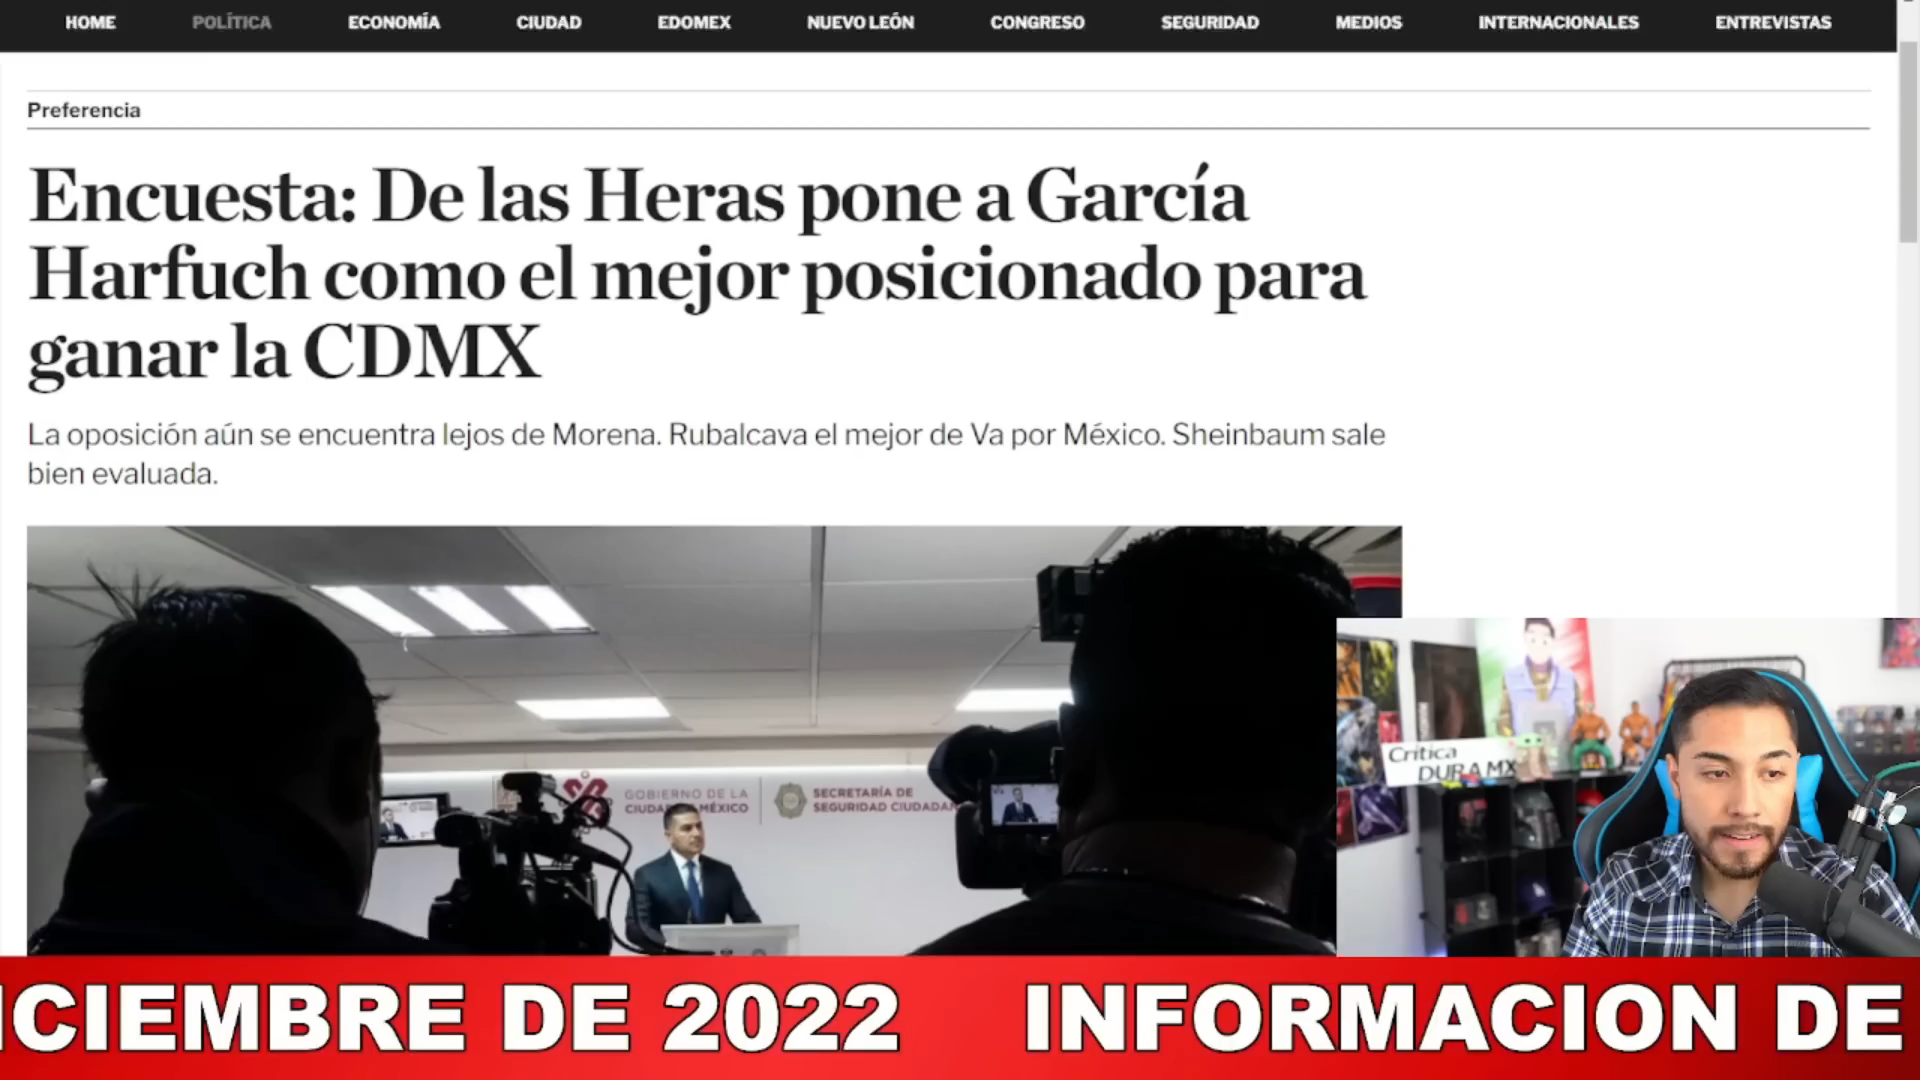 HOME POLÍTICA ECONOMÍA CIUDAD EDOMEX NUEVO LEÓN CONGRESO SEGURIDAD MEDIOS INTERNACIONALES ENTREVISTAS
Preferencia
Encuesta: De las Heras pone a García
Harfuch como el mejor posicionado para
ganar la CDMX
La oposición aún se encuentra lejos de Morena. Rubalcava el mejor de Va por México. Sheinbaum sale
bien evaluada.
GOBIERNO DE LA
MÉXICO
SECRETARÍA DE
SEGURIDAD
Crítica
DURA MX
CIEMBRE DE 2022 INFORMACION DE